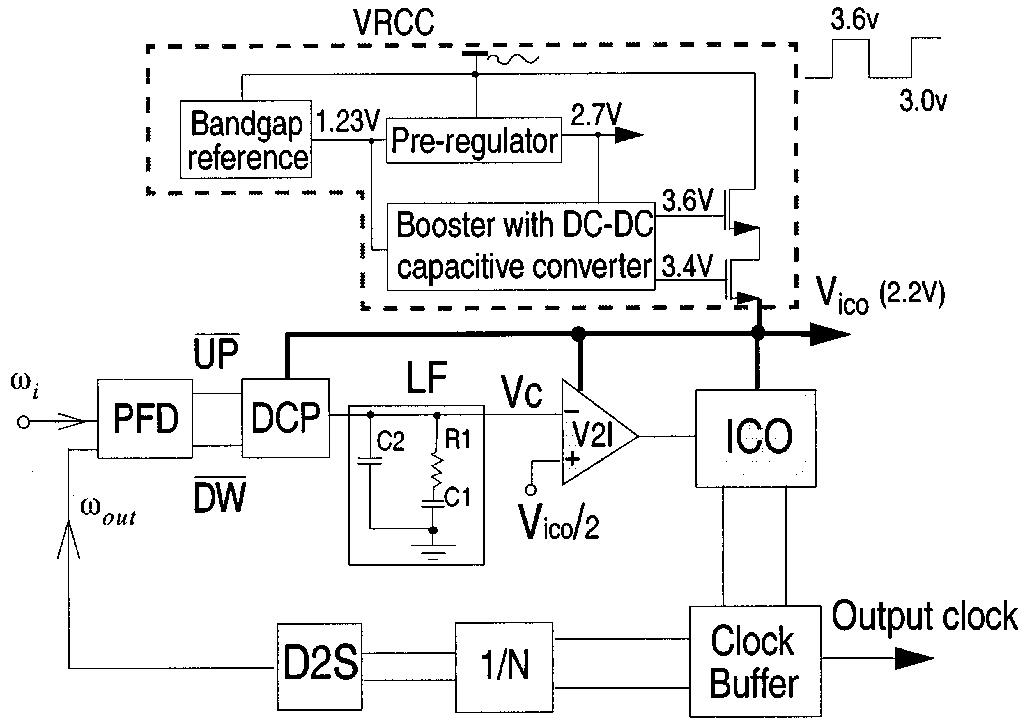 VRCC
3.6v
3.0v
Bandgap
reference
1.23V
Pre-regulator
2.7V
Booster with DC-DC
capacitive converter
3.6V
3.4V
Vico (2.2V)
UP
LF
ωi
PFD
DCP
Vc
C2
R1
C1
−
V2I
+
ICO
DW
Vico/2
ωout
D2S
1/N
Clock
Buffer
Output clock